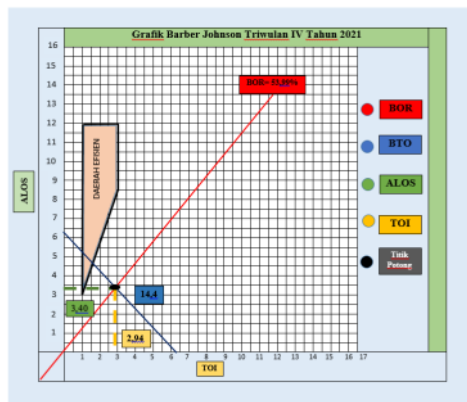 Grafik Barber Johnson Triwulan IV Tahun 2021
16
15
14
13
12
11
10
9
8
7
6
5
4
3
2
1
ALOS
DAERAH EFISIEN
BOR=
3,40
14,4
2,94
1 2 3 4 5 6 7 8 9 10 11 12 13 14 15 16 17
TOI
BOR
BTO
ALOS
TOI
Titik
Potong